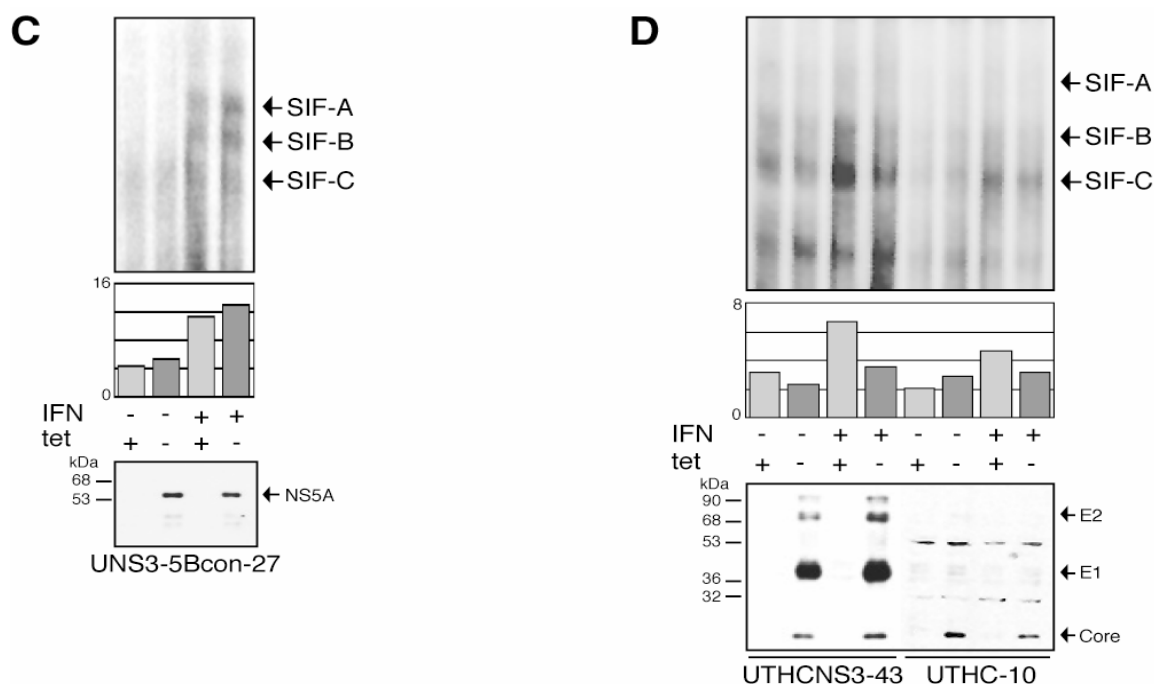 C
SIF-A
SIF-B
SIF-C
16
0
IFN - - + +
tet + - + -
kDa
68
53
NS5A
UNS3-5Bcon-27
D
SIF-A
SIF-B
SIF-C
8
0
IFN - - + + - - + +
tet + - + - + - + -
kDa
90
68
53
36
32
E2
E1
Core
UTHCNS3-43 UTHC-10